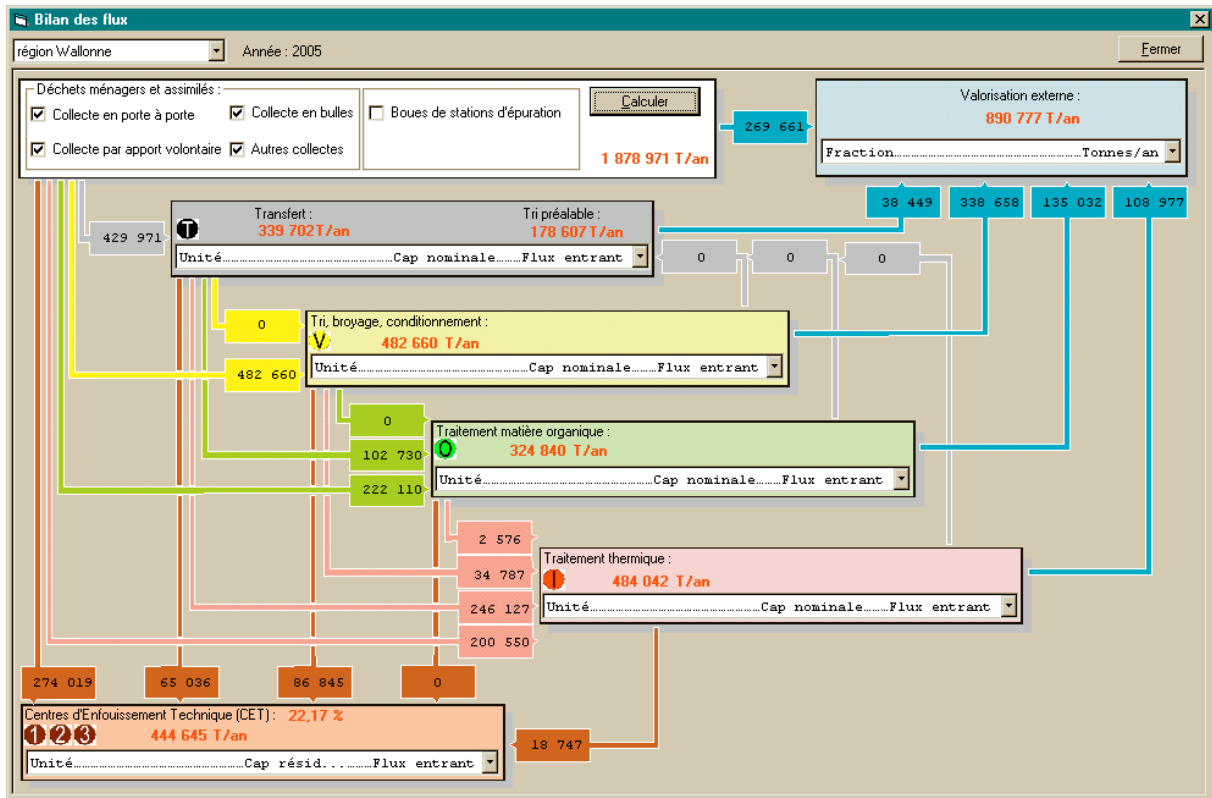 Bilan des flux
région Wallonne Année : 2005 Fermer
Déchets ménagers et assimilés :
Collecte en porte à porte Collecte en bulles Boues de stations d'épuration Calculer
Collecte par apport volontaire Autres collectes
1 878 971 T/an
269 661
Valorisation externe :
890 777 T/an
Fraction.......................................Tonnes/an
38 449 338 658 135 032 108 977
429 971
T
Transfert : Tri préalable :
339 702T/an 178 607 T/an
Unité.......................................Cap nominale........Flux entrant
0 0 0
0
482 660
Tri, broyage, conditionnement :
V
482 660 T/an
Unité.......................................Cap nominale........Flux entrant
0
102 730
222 110
Traitement matière organique :
O
324 840 T/an
Unité.......................................Cap nominale........Flux entrant
2 576
34 787
246 127
200 550
Traitement thermique :
I
484 042 T/an
Unité.......................................Cap nominale........Flux entrant
274 019 65 036 86 845 0
Centres d'Enfouissement Technique (CET) : 22,17 %
1 2 3 444 645 T/an
Unité.......................................Cap résid.........Flux entrant
18 747